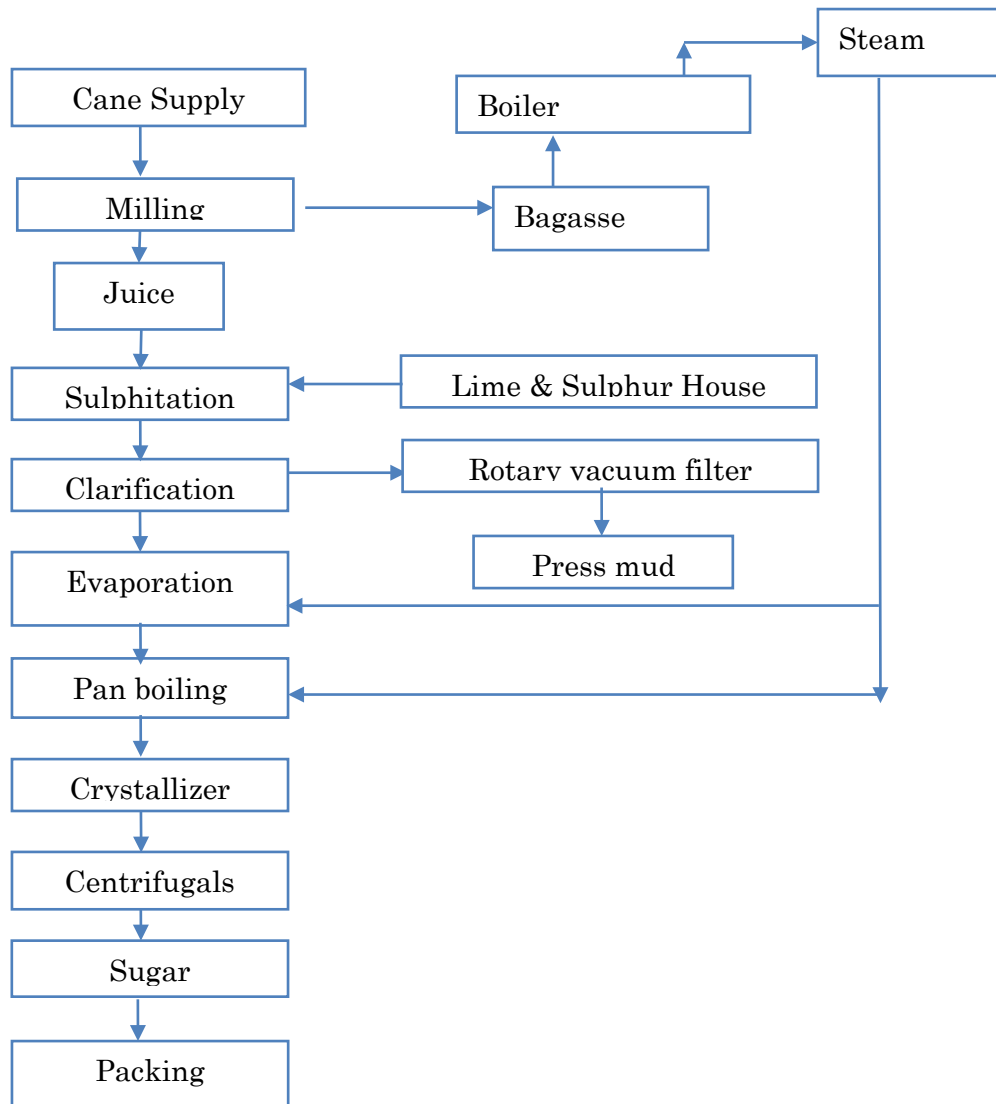 Steam
Cane Supply
Boiler
Milling
Bagasse
Juice
Sulphitation
Lime & Sulphur House
Clarification
Rotary vacuum filter
Press mud
Evaporation
Pan boiling
Crystallizer
Centrifugals
Sugar
Packing